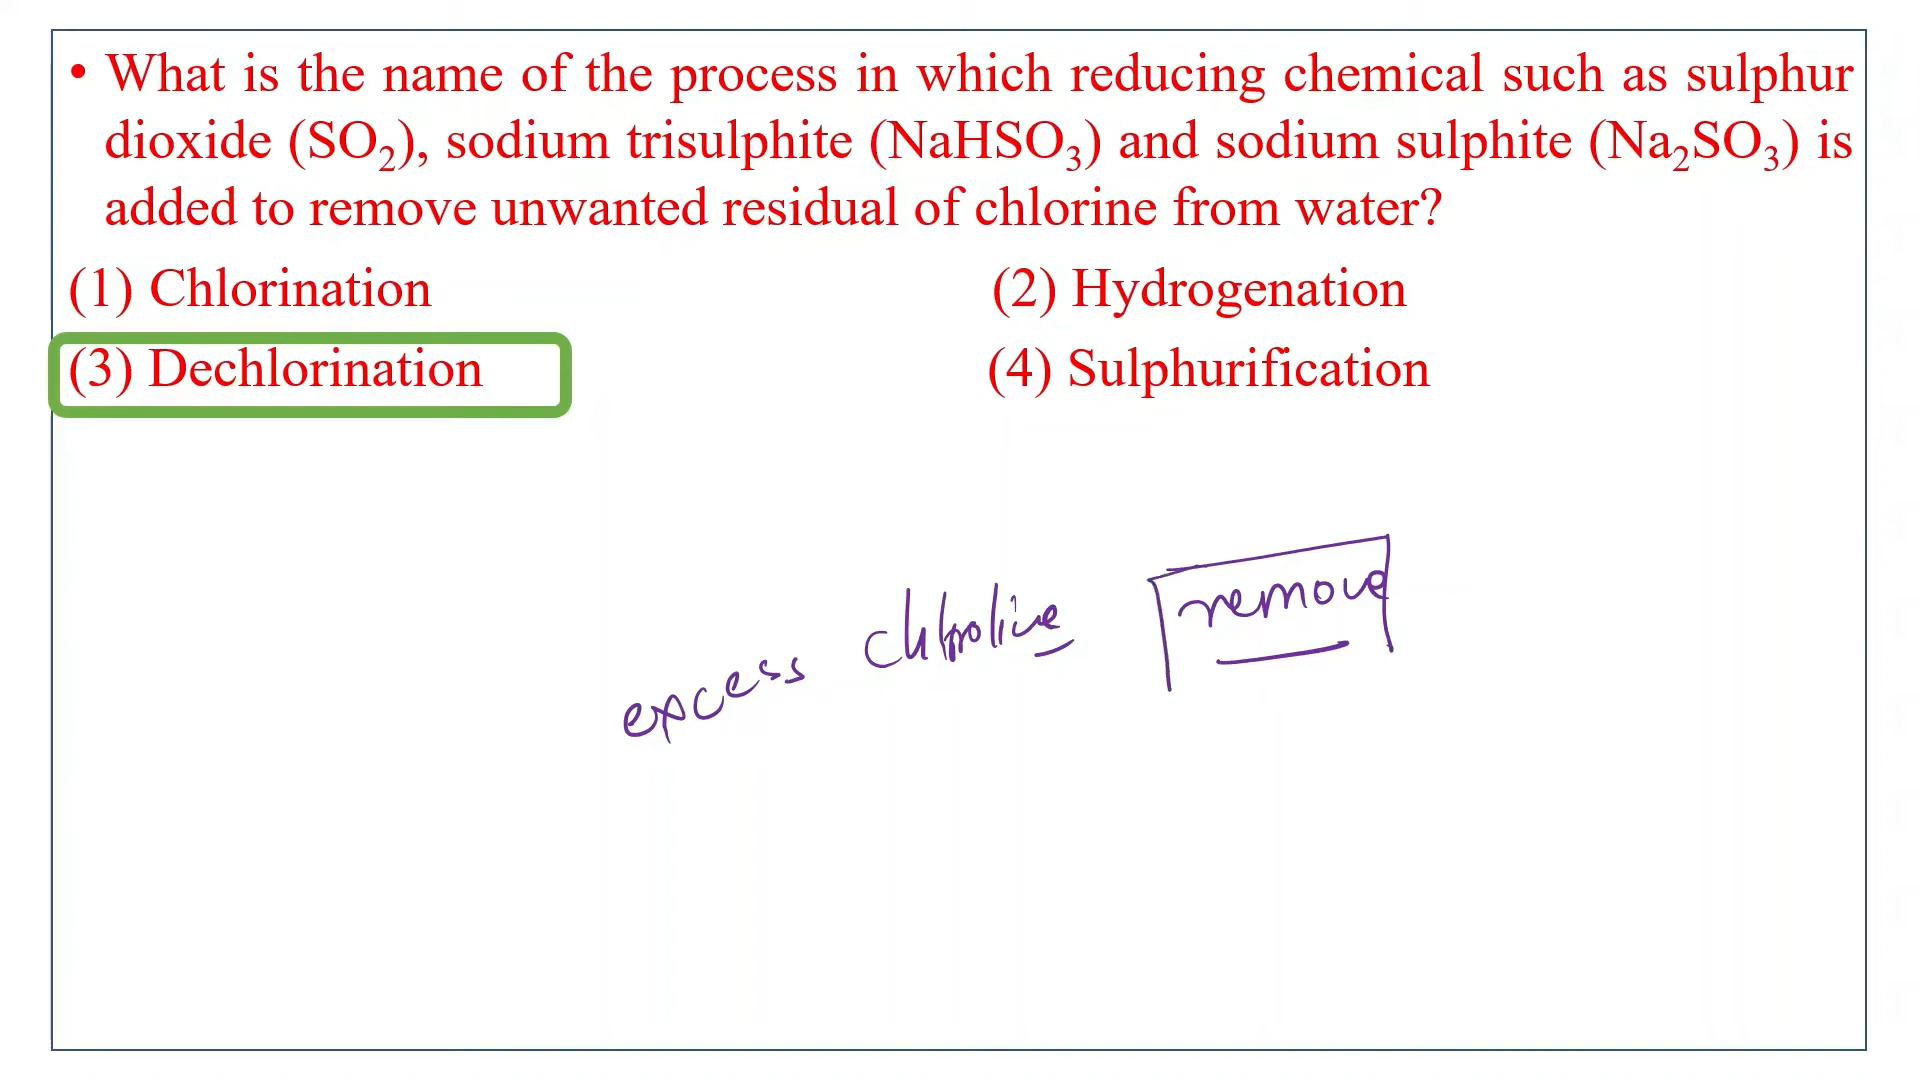 • What is the name of the process in which reducing chemical such as sulphur
dioxide (SO₂), sodium trisulphite (NaHSO₃) and sodium sulphite (Na₂SO₃) is
added to remove unwanted residual of chlorine from water?
(1) Chlorination (2) Hydrogenation
(3) Dechlorination (4) Sulphurification
excess chlroline remove